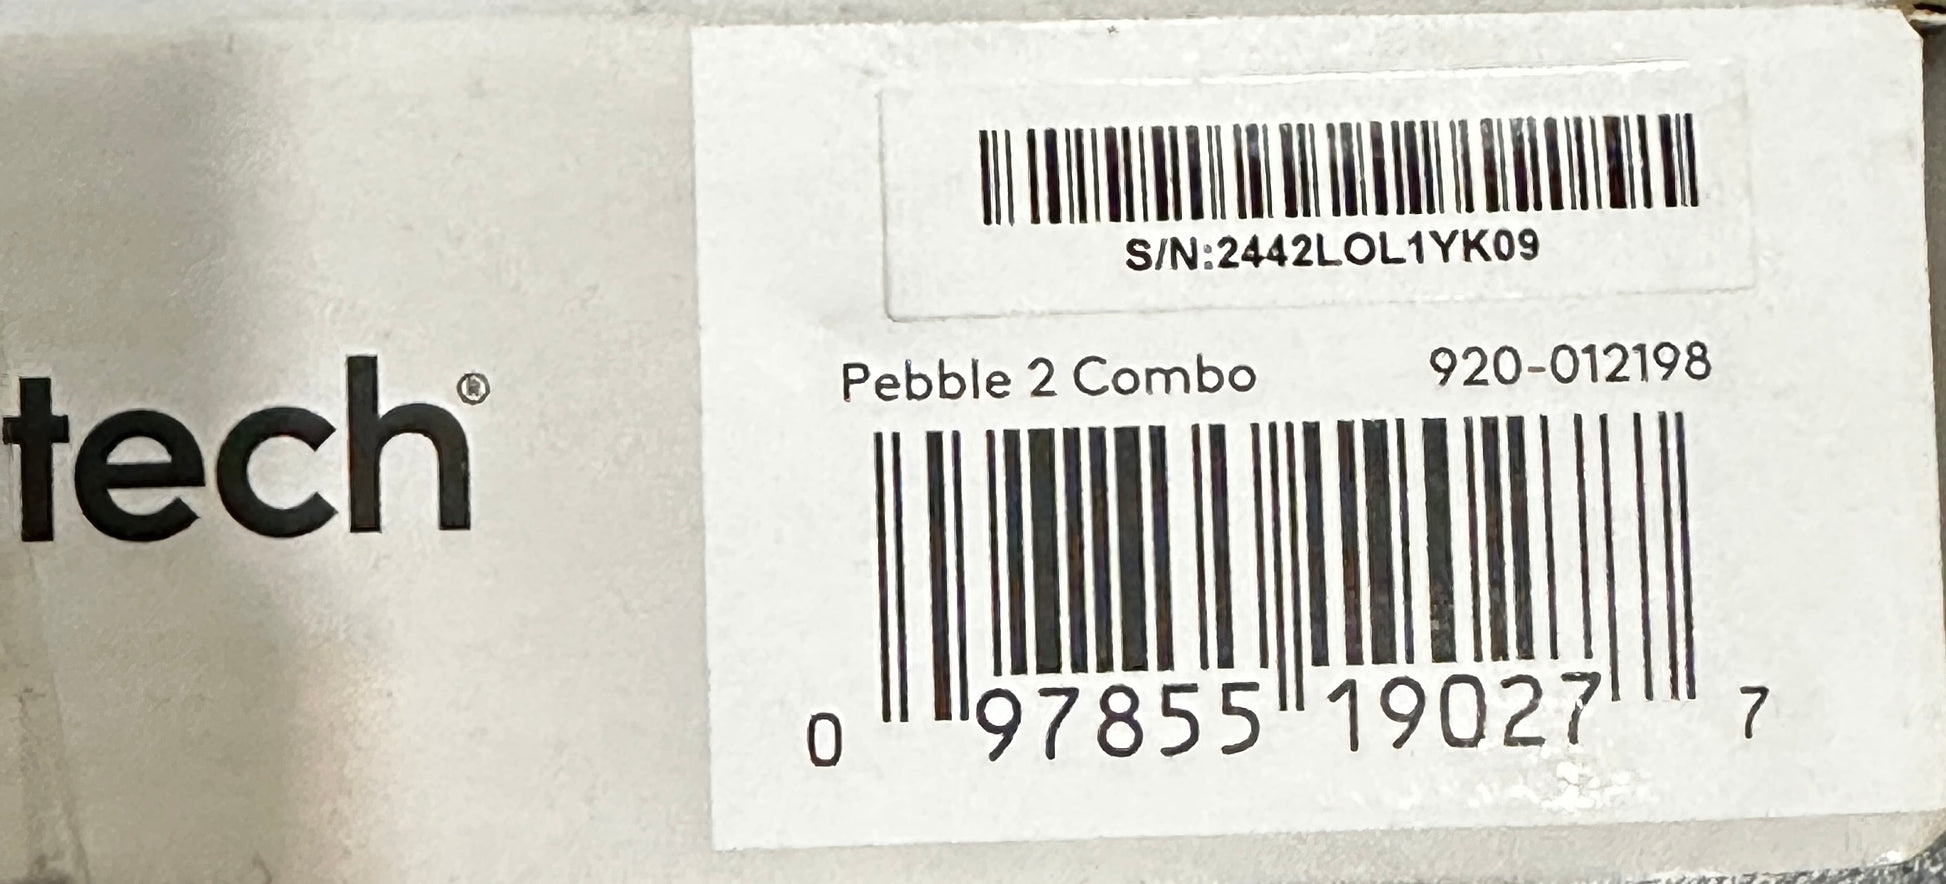 tech®
S/N:2442LOL1YK09
Pebble 2 Combo 920-012198
0 97855 19027 7